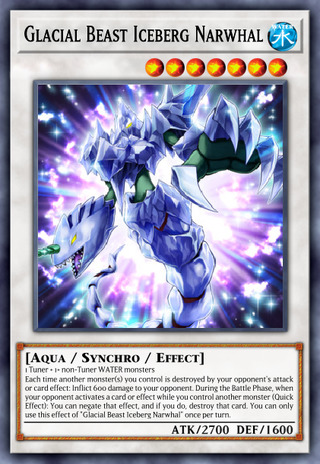 Glacial Beast Iceberg Narwhal
WATER
水
[Aqua / Synchro / Effect]
1 Tuner + 1+ non-Tuner WATER monsters
Each time another monster(s) you control is destroyed by your opponent's attack
or card effect: Inflict 600 damage to your opponent. During the Battle Phase, when
your opponent activates a card or effect while you control another monster (Quick
Effect): You can negate that effect, and if you do, destroy that card. You can only
use this effect of "Glacial Beast Iceberg Narwhal" once per turn.
ATK/2700 DEF/1600